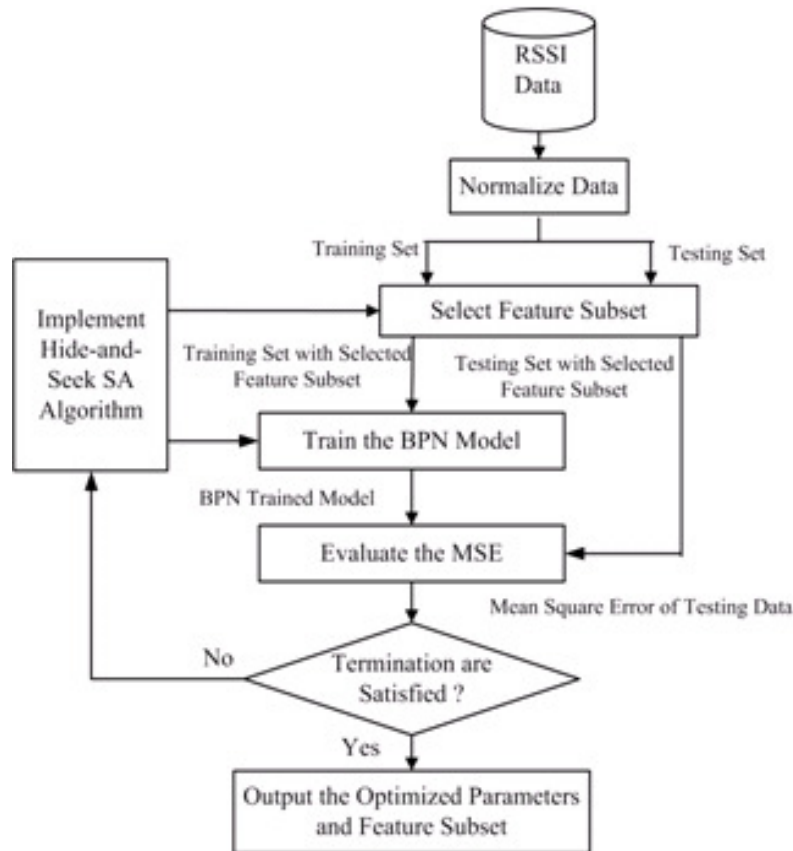 RSSI
Data
Normalize Data
Training Set
Testing Set
Select Feature Subset
Implement
Hide-and-
Seek SA
Algorithm
Training Set with Selected
Feature Subset
Testing Set with Selected
Feature Subset
Train the BPN Model
BPN Trained Model
Evaluate the MSE
Mean Square Error of Testing Data
No
Termination are
Satisfied ?
Yes
Output the Optimized Parameters
and Feature Subset